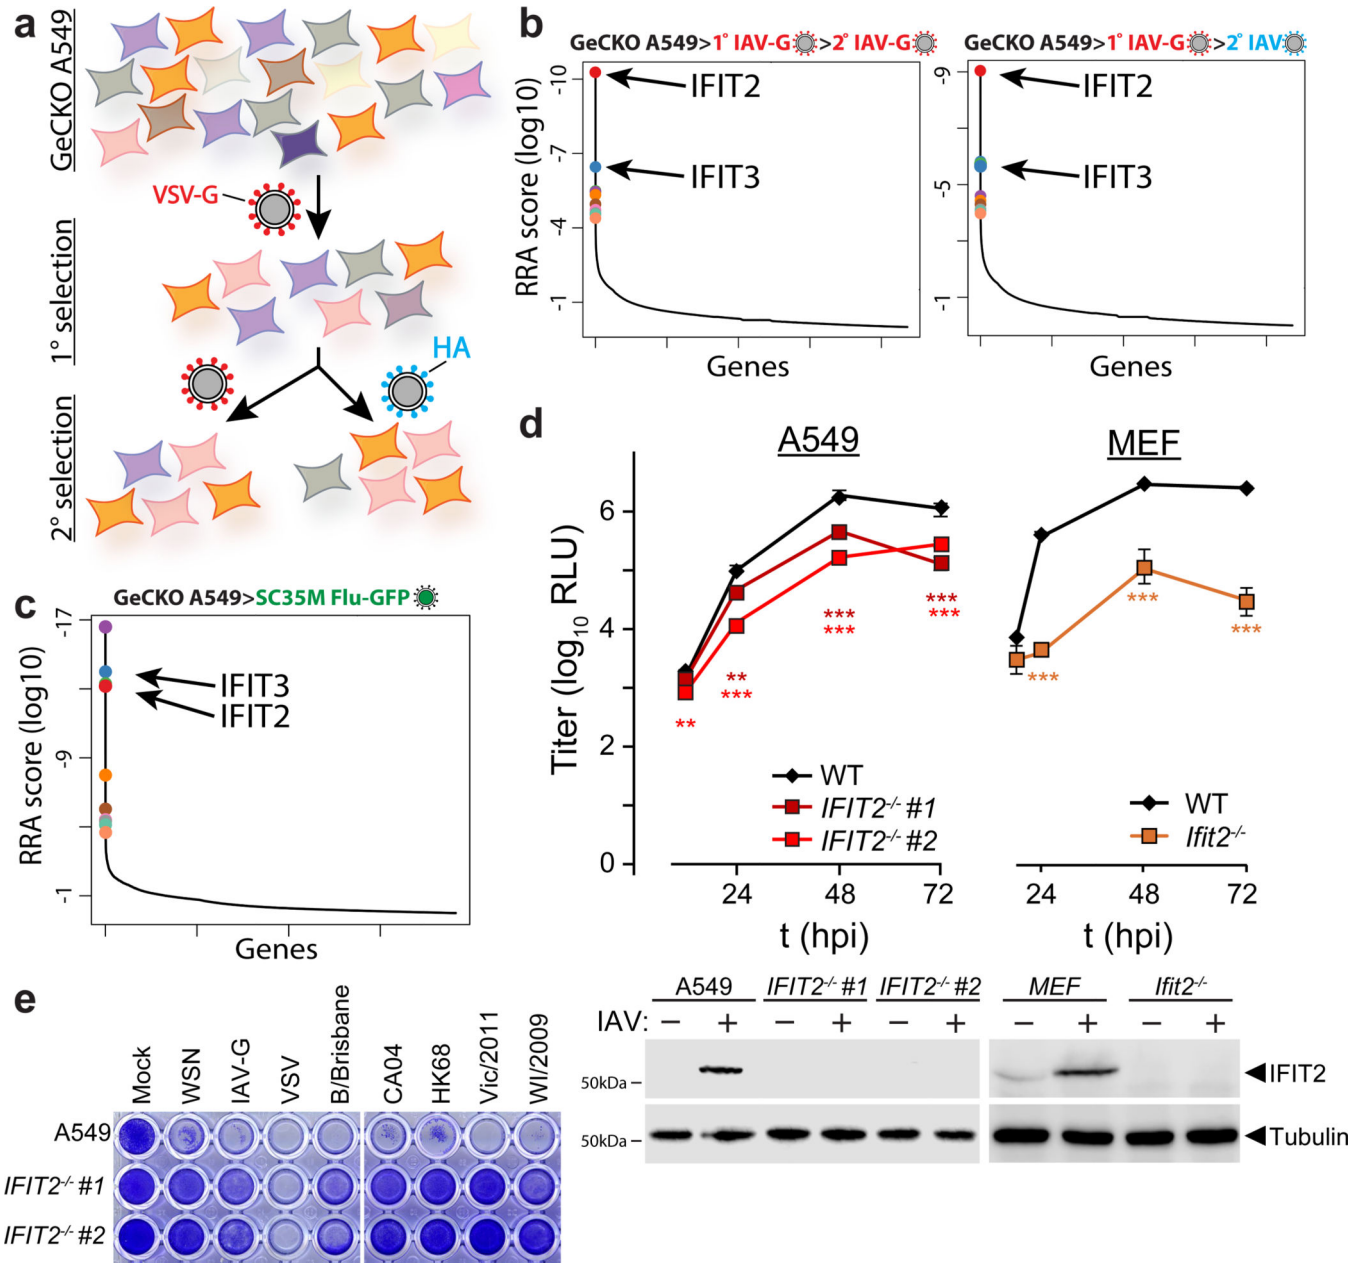 a
GeCKO A549
VSV-G
1° selection
HA
2° selection
b
GeCKO A549>1° IAV-G>2° IAV-G
RRA score (log10)
-10
-7
-4
-1
IFIT2
IFIT3
Genes
GeCKO A549>1° IAV-G>2° IAV
-9
-5
-1
IFIT2
IFIT3
Genes
c
GeCKO A549>SC35M Flu-GFP
RRA score (log10)
-17
-9
-1
IFIT3
IFIT2
Genes
d
A549
MEF
Titer (log10 RLU)
6
4
2
0
**
**
***
***
***
***
***
WT
IFIT2-/- #1
IFIT2-/- #2
24
48
72
t (hpi)
***
***
***
WT
Ifit2-/-
24
48
72
t (hpi)
A549
IFIT2-/- #1
IFIT2-/- #2
MEF
Ifit2-/-
IAV: − + − + − + − + − +
50kDa
IFIT2
50kDa
Tubulin
e
Mock
WSN
IAV-G
VSV
B/Brisbane
CA04
HK68
Vic/2011
WI/2009
A549
IFIT2-/- #1
IFIT2-/- #2